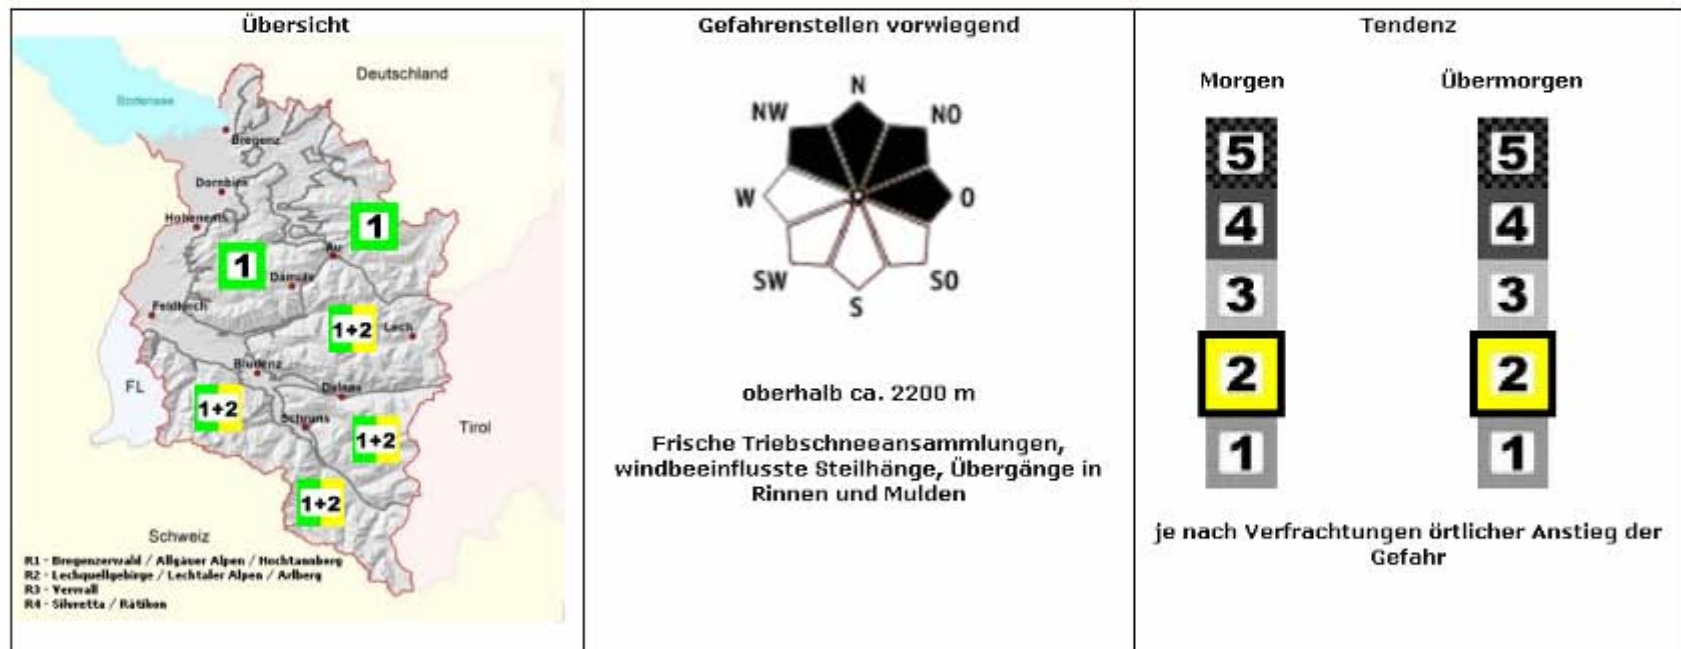 Übersicht
Deutschland
Bodensee
Bregenz
Dornbirn
Hohenems
1
1
Au
Damüls
Feldkirch
1+2
Lech
Bludenz
FL
Dalaas
1+2
Schruns
1+2
Tirol
1+2
Schweiz
R1 - Bregenzerwald / Allgäuer Alpen / Hochtannberg
R2 - Lechquellgebirge / Lechtaler Alpen / Arlberg
R3 - Verwall
R4 - Silvretta / Rätikon
Gefahrenstellen vorwiegend
N
NW
NO
W
O
SW
SO
S
oberhalb ca. 2200 m
Frische Triebschneeansammlungen,
windbeeinflusste Steilhänge, Übergänge in
Rinnen und Mulden
Tendenz
Morgen
Übermorgen
5
5
4
4
3
3
2
2
1
1
je nach Verfrachtungen örtlicher Anstieg der
Gefahr